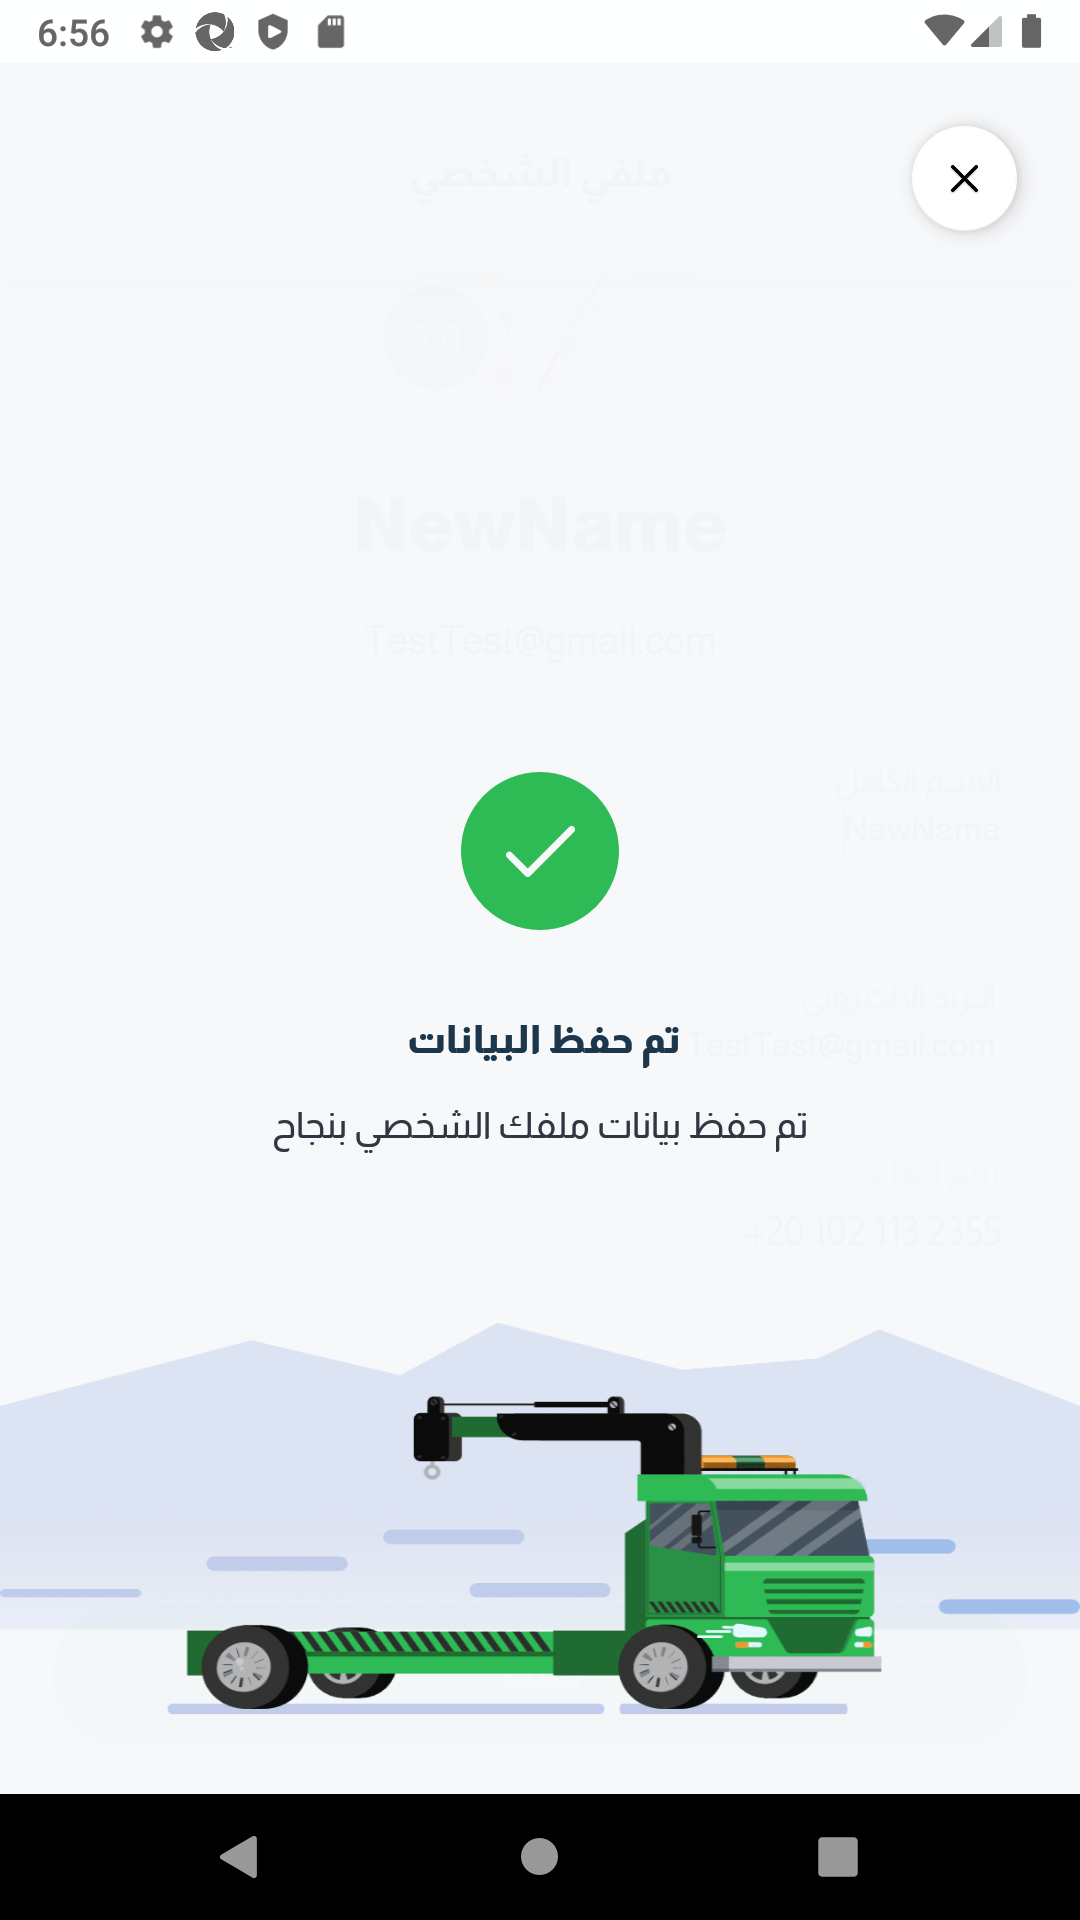 6:56
ملفي الشخصي
NewName
TestTest@gmail.com
الاسم الكامل
NewName
البريد الإلكتروني
TestTest@gmail.com
تم حفظ البيانات
تم حفظ بيانات ملفك الشخصي بنجاح
رقم الهاتف
+20 102 113 2355